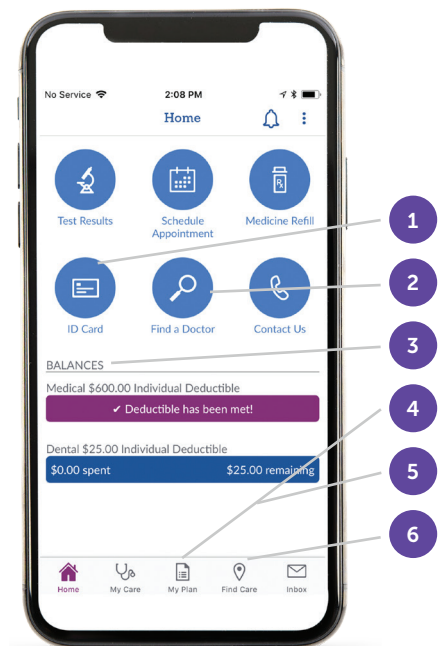 No Service 2:08 PM
Home
Test Results Schedule Appointment Medicine Refill
ID Card Find a Doctor Contact Us
BALANCES
Medical $600.00 Individual Deductible
✔ Deductible has been met!
Dental $25.00 Individual Deductible
$0.00 spent $25.00 remaining
Home My Care My Plan Find Care Inbox
1
2
3
4
5
6